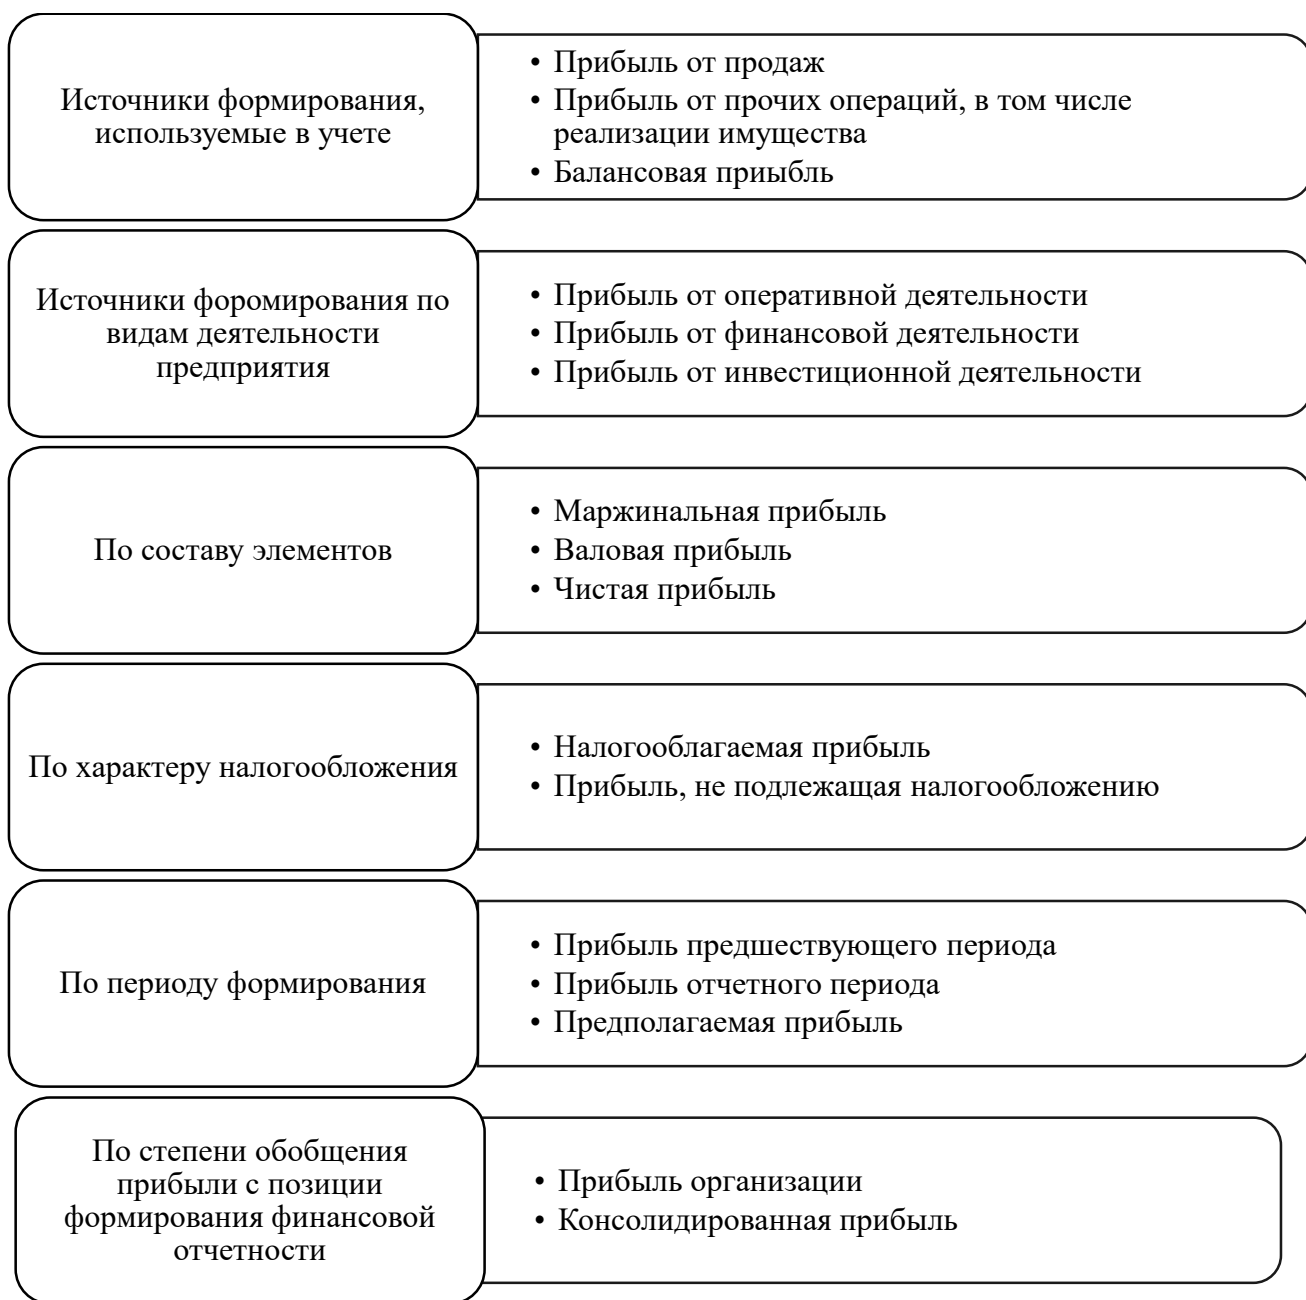 Источники формирования,
используемые в учете
• Прибыль от продаж
• Прибыль от прочих операций, в том числе
реализации имущества
• Балансовая приыбль
Источники форомирования по
видам деятельности
предприятия
• Прибыль от оперативной деятельности
• Прибыль от финансовой деятельности
• Прибыль от инвестиционной деятельности
По составу элементов
• Маржинальная прибыль
• Валовая прибыль
• Чистая прибыль
По характеру налогообложения
• Налогооблагаемая прибыль
• Прибыль, не подлежащая налогообложению
По периоду формирования
• Прибыль предшествующего периода
• Прибыль отчетного периода
• Предполагаемая прибыль
По степени обобщения
прибыли с позиции
формирования финансовой
отчетности
• Прибыль организации
• Консолидированная прибыль